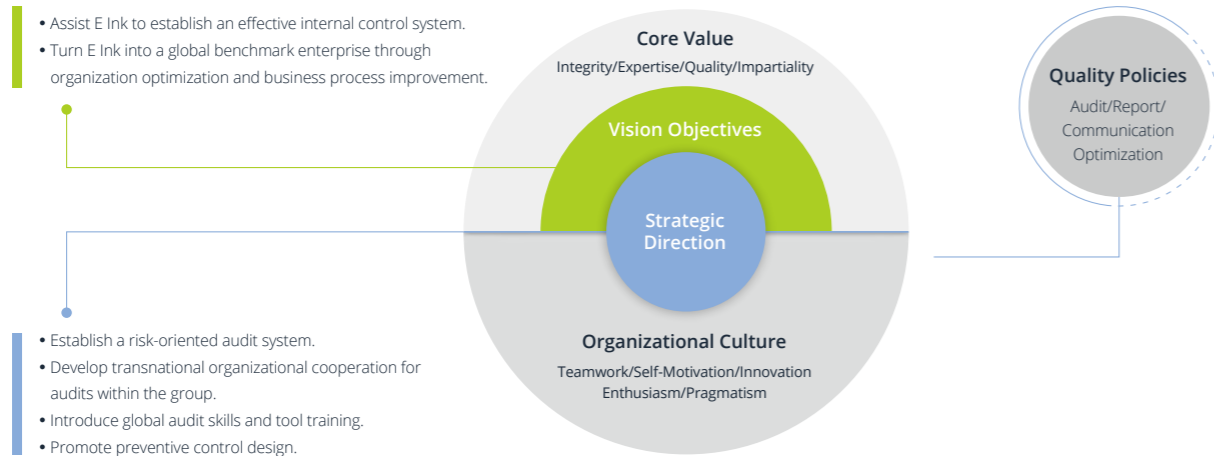 • Assist E Ink to establish an effective internal control system.
• Turn E Ink into a global benchmark enterprise through
organization optimization and business process improvement.
Core Value
Integrity/Expertise/Quality/Impartiality
Vision Objectives
Strategic
Direction
Organizational Culture
Teamwork/Self-Motivation/Innovation
Enthusiasm/Pragmatism
Quality Policies
Audit/Report/
Communication
Optimization
• Establish a risk-oriented audit system.
• Develop transnational organizational cooperation for
audits within the group.
• Introduce global audit skills and tool training.
• Promote preventive control design.